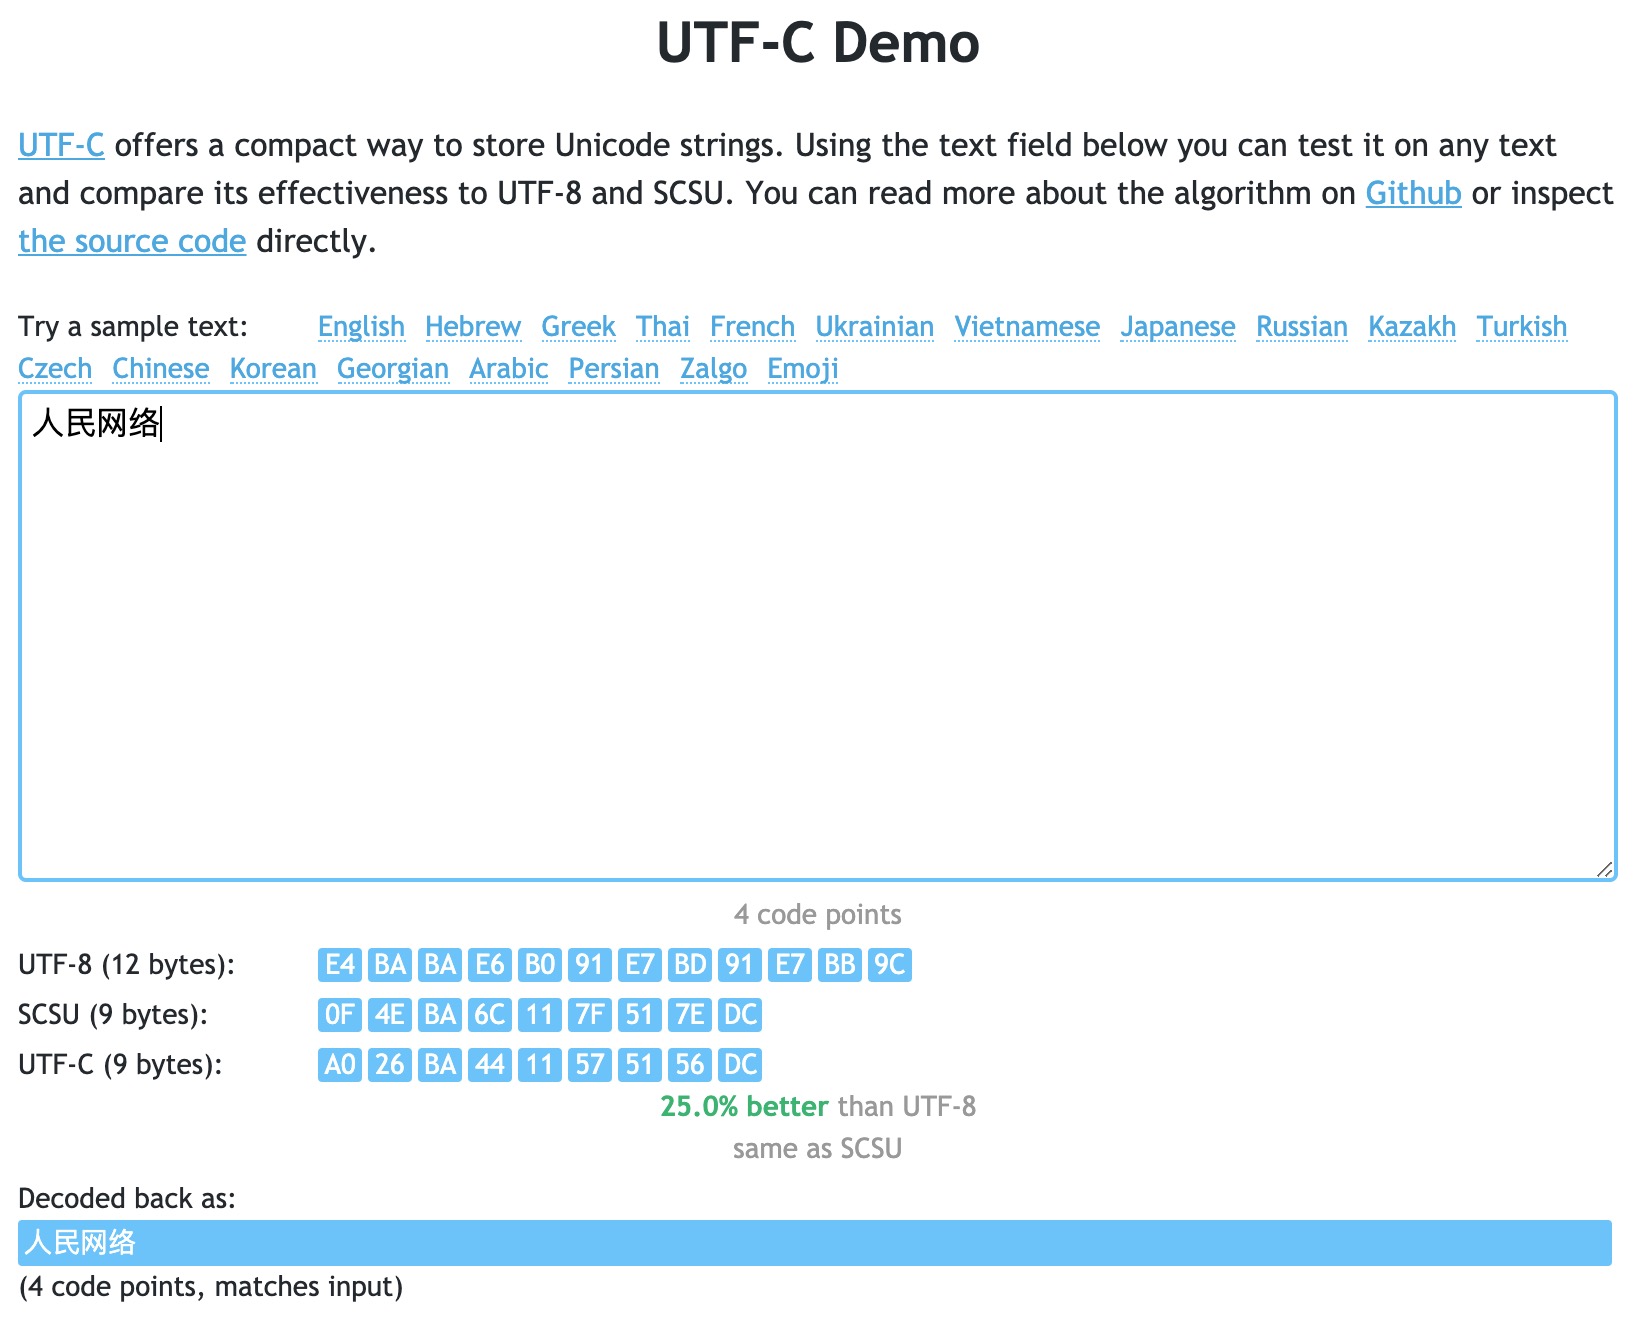 UTF-C Demo
UTF-C offers a compact way to store Unicode strings. Using the text field below you can test it on any text
and compare its effectiveness to UTF-8 and SCSU. You can read more about the algorithm on Github or inspect
the source code directly.
Try a sample text: English Hebrew Greek Thai French Ukrainian Vietnamese Japanese Russian Kazakh Turkish
Czech Chinese Korean Georgian Arabic Persian Zalgo Emoji
人民网络
4 code points
UTF-8 (12 bytes): E4 BA BA E6 B0 91 E7 BD 91 E7 BB 9C
SCSU (9 bytes): 0F 4E BA 6C 11 7F 51 7E DC
UTF-C (9 bytes): A0 26 BA 44 11 57 51 56 DC
25.0% better than UTF-8
same as SCSU
Decoded back as:
人民网络
(4 code points, matches input)